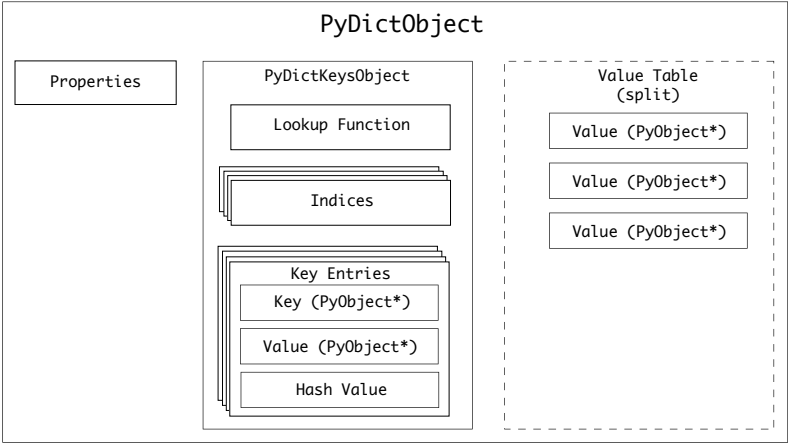 PyDictObject
Properties
PyDictKeysObject
Lookup Function
Indices
Key Entries
Key (PyObject*)
Value (PyObject*)
Hash Value
Value Table
(split)
Value (PyObject*)
Value (PyObject*)
Value (PyObject*)